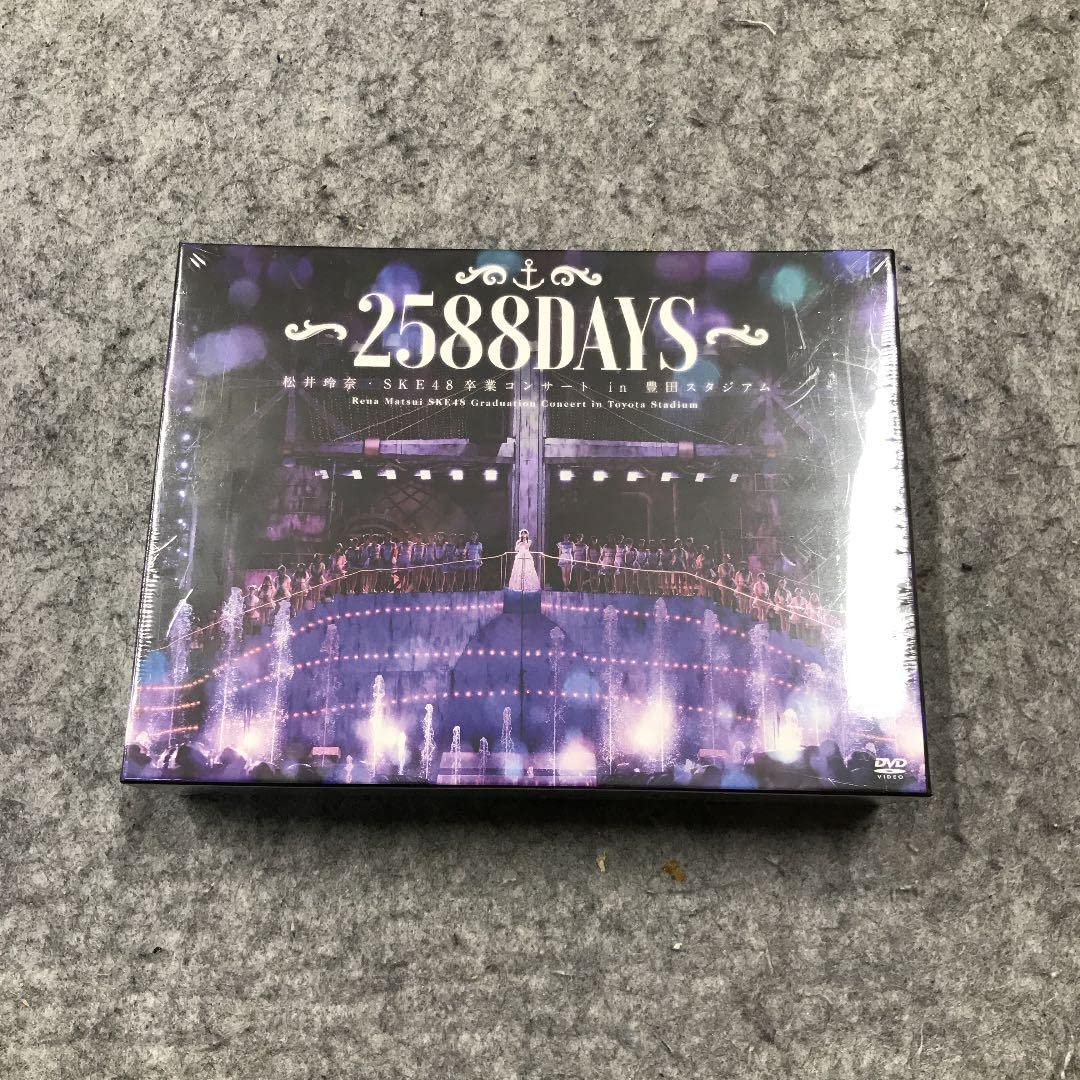 2588DAYS
松井玲奈・SKE48卒業コンサート in 豊田スタジアム
Rena Matsui SKE48 Graduation Concert in Toyota Stadium
DVD
VIDEO